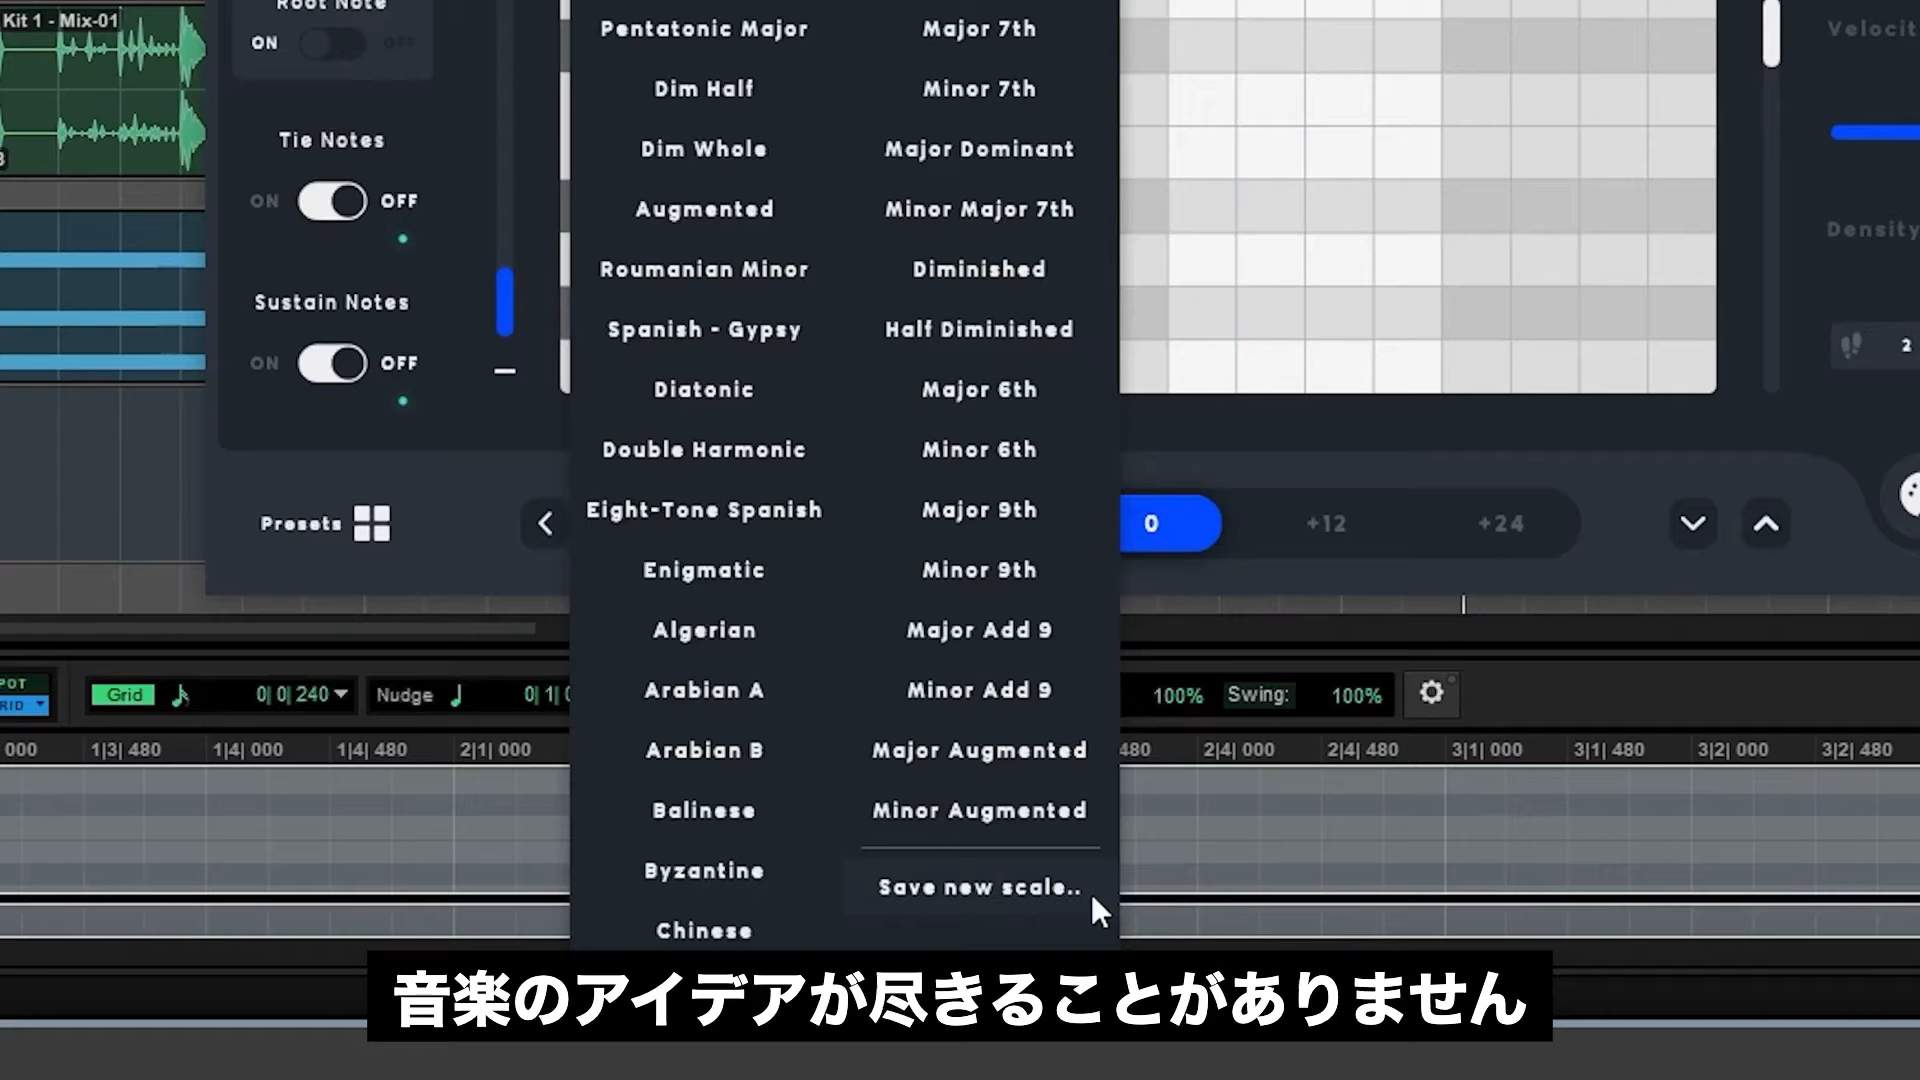 Kit 1 - Mix-01
Root Note
ON OFF
Tie Notes
ON OFF
Sustain Notes
ON OFF
Presets
Pentatonic Major
Dim Half
Dim Whole
Augmented
Roumanian Minor
Spanish - Gypsy
Diatonic
Double Harmonic
Eight-Tone Spanish
Enigmatic
Algerian
Arabian A
Arabian B
Balinese
Byzantine
Chinese
Major 7th
Minor 7th
Major Dominant
Minor Major 7th
Diminished
Half Diminished
Major 6th
Minor 6th
Major 9th
Minor 9th
Major Add 9
Minor Add 9
Major Augmented
Minor Augmented
Save new scale..
Velocit
Density
2
0 +12 +24
Grid 0| 0| 240 Nudge 0| 1| 100% Swing: 100%
000 1|3| 480 1|4| 000 1|4| 480 2|1| 000 480 2|4| 000 2|4| 480 3|1| 000 3|1| 480 3|2| 000 3|2| 480
音楽のアイデアが尽きることがありません